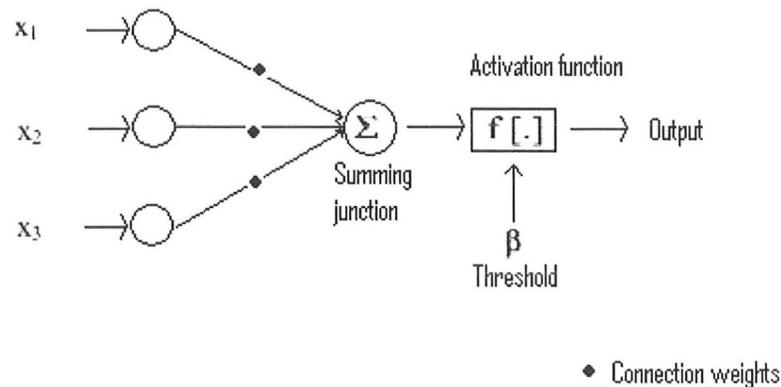 x1
Activation function
x2
Σ
f [.]
Output
Summing
junction
x3
β
Threshold
Connection weights